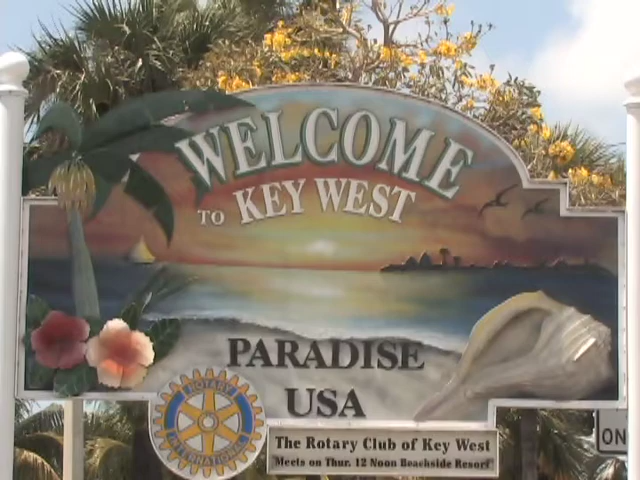 WELCOME
TO KEY WEST
PARADISE
USA
ROTARY
INTERNATIONAL
The Rotary Club of Key West
Meets on Thur. 12 Noon Beachside Resort
ON